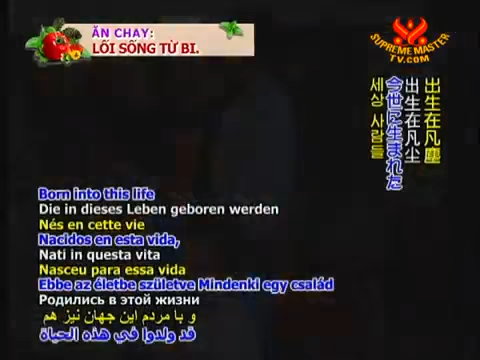 ĂN CHAY:
LỐI SỐNG TỪ BI.
SUPREME MASTER
TV.COM
出生在凡塵
出生在凡尘
今世に生まれた
세상 사람들
Born into this life
Die in dieses Leben geboren werden
Nés en cette vie
Nacidos en esta vida,
Nati in questa vita
Nasceu para essa vida
Ebbe az életbe születve Mindenki egy család
Родились в этой жизни
و با مردم این جهان نیز هم
قد ولدوا في هذه الحياة